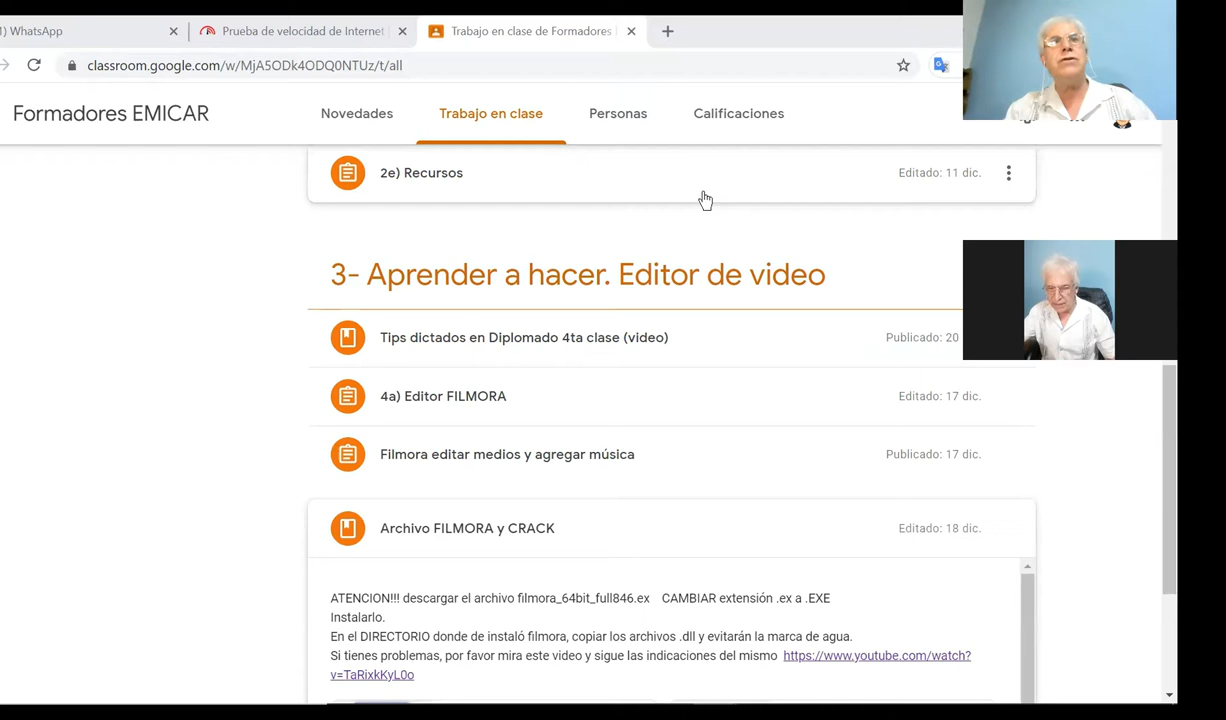 WhatsApp
Prueba de velocidad de Internet
Trabajo en clase de Formadores
classroom.google.com/w/MjA5ODk4ODQ0NTUz/t/all
Formadores EMICAR
Novedades
Trabajo en clase
Personas
Calificaciones
2e) Recursos
Editado: 11 dic.
3- Aprender a hacer. Editor de video
Tips dictados en Diplomado 4ta clase (video)
Publicado: 20
4a) Editor FILMORA
Editado: 17 dic.
Filmora editar medios y agregar música
Publicado: 17 dic.
Archivo FILMORA y CRACK
Editado: 18 dic.
ATENCION!!! descargar el archivo filmora_64bit_full846.ex CAMBIAR extensión .ex a .EXE
Instalarlo.
En el DIRECTORIO donde de instaló filmora, copiar los archivos .dll y evitarán la marca de agua.
Si tienes problemas, por favor mira este video y sigue las indicaciones del mismo https://www.youtube.com/watch?
v=TaRixkKyL0o